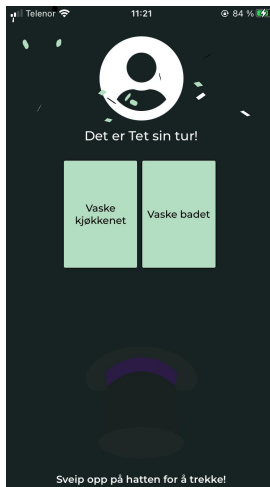 Telenor 11:21 84 %
Det er Tet sin tur!
Vaske
kjøkkenet
Vaske badet
Sveip opp på hatten for å trekke!